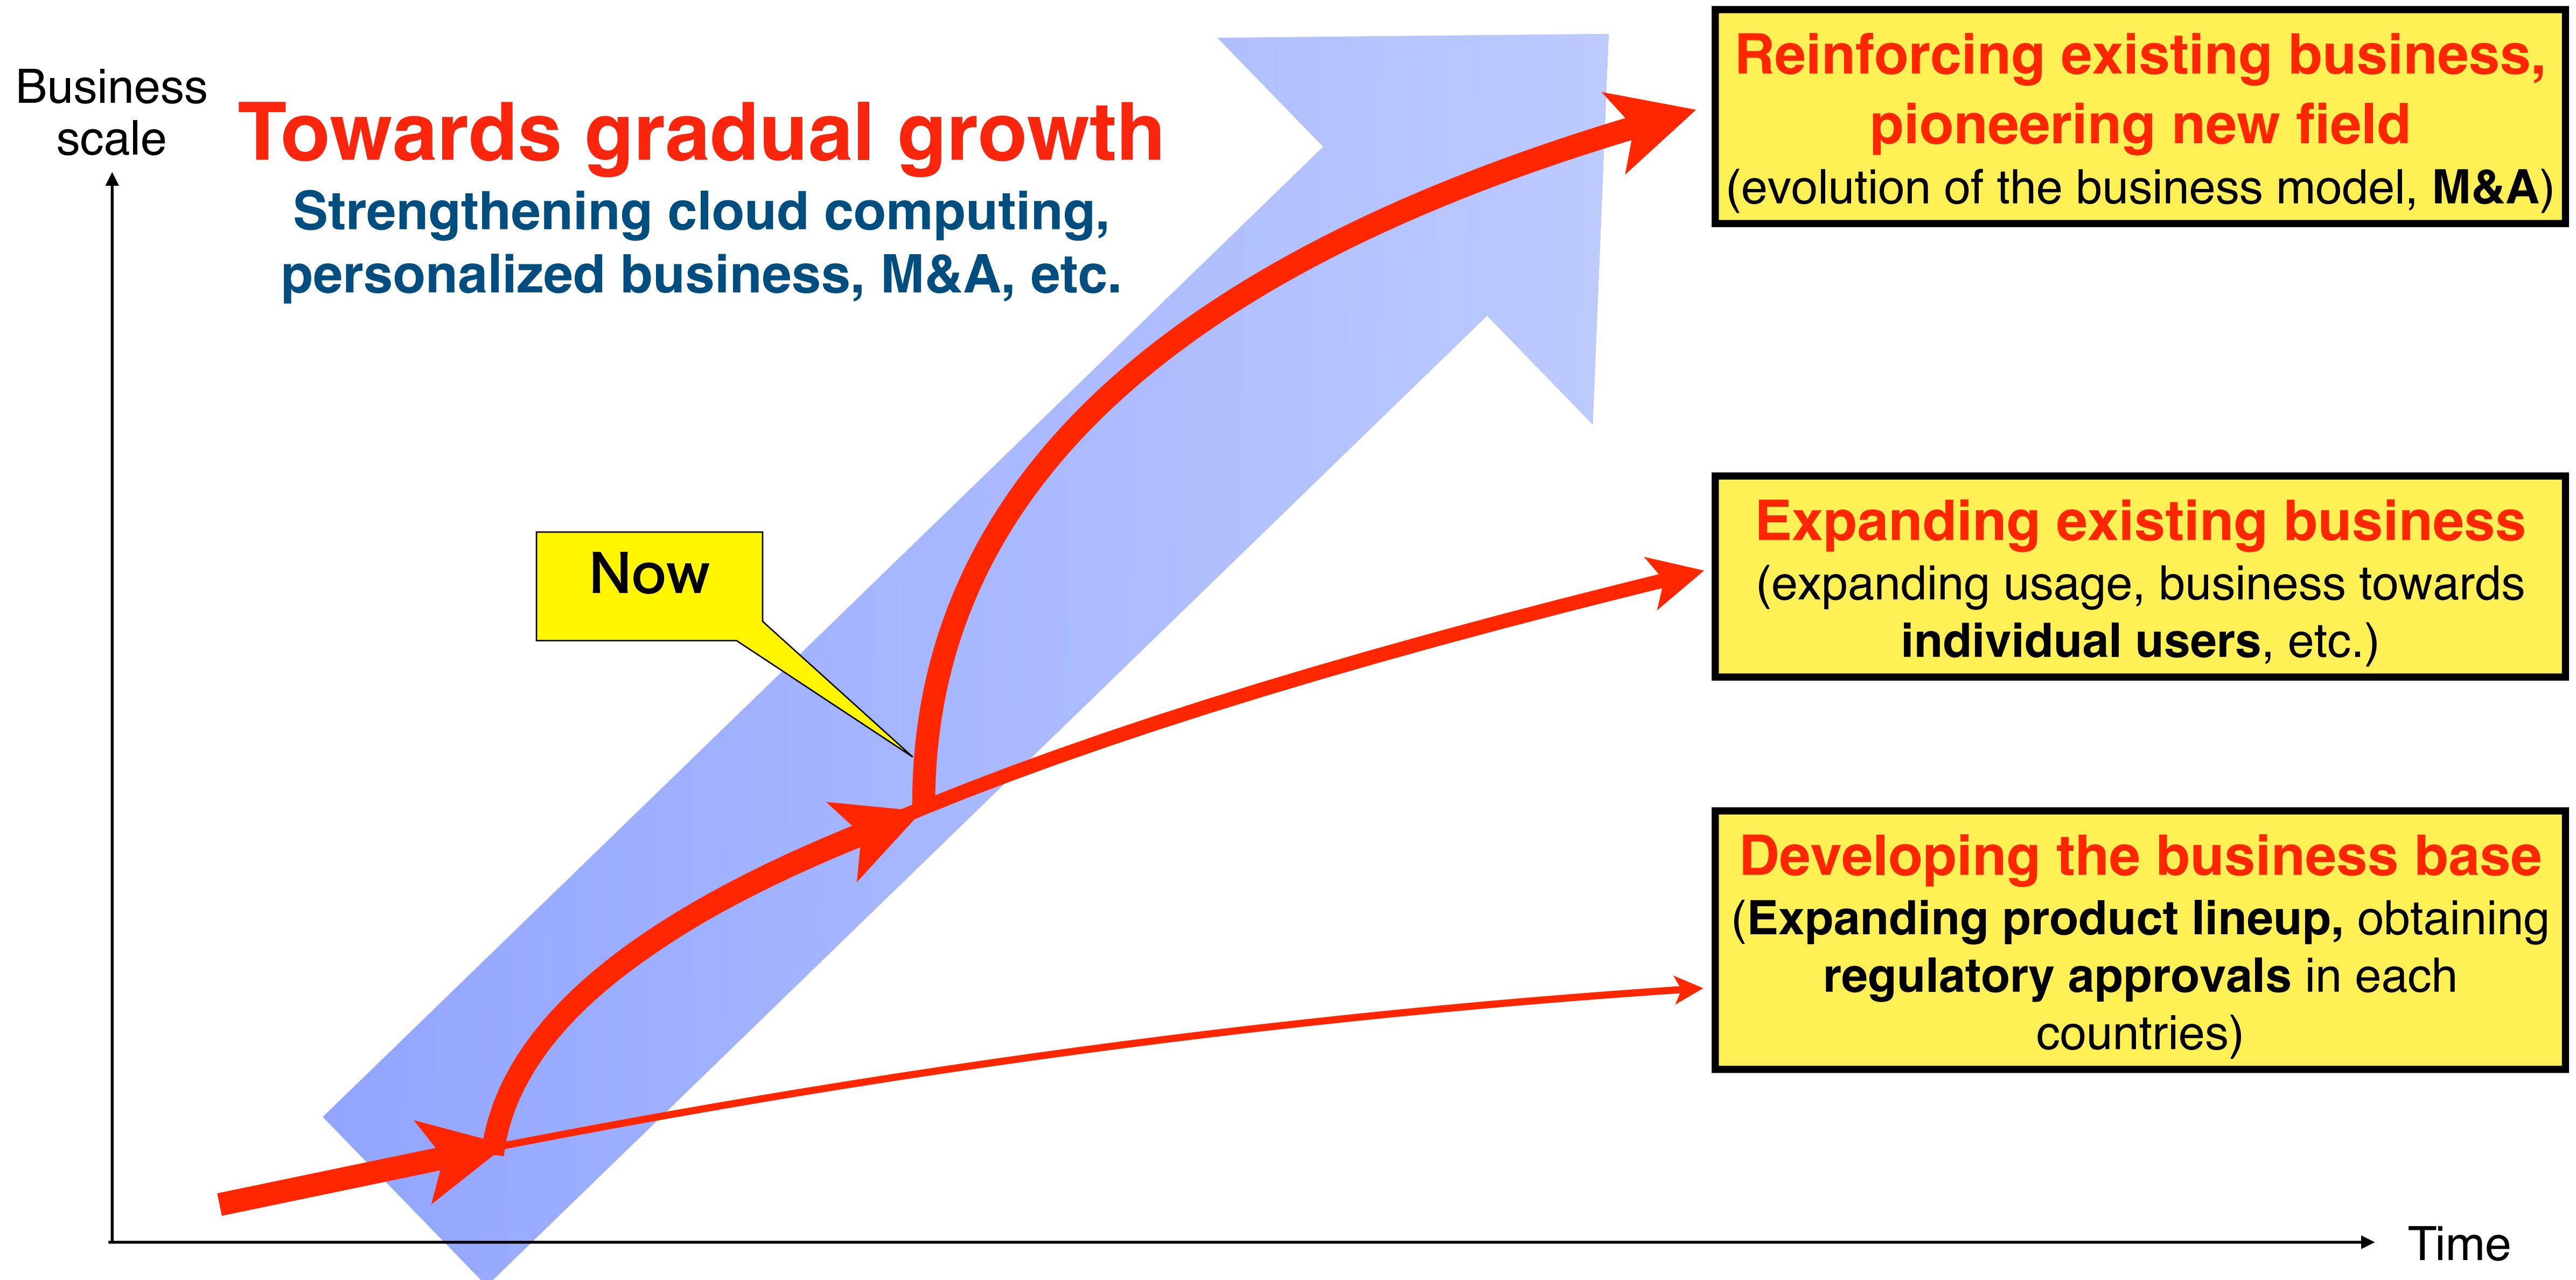 Business
scale
Towards gradual growth
Strengthening cloud computing,
personalized business, M&A, etc.
Reinforcing existing business,
pioneering new field
(evolution of the business model, M&A)
Now
Expanding existing business
(expanding usage, business towards
individual users, etc.)
Developing the business base
(Expanding product lineup, obtaining
regulatory approvals in each
countries)
Time